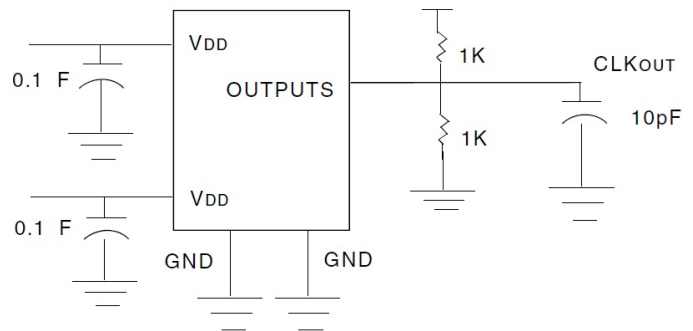 VDD
0.1 F
1K
CLKOUT
OUTPUTS
10pF
1K
VDD
0.1 F
GND
GND